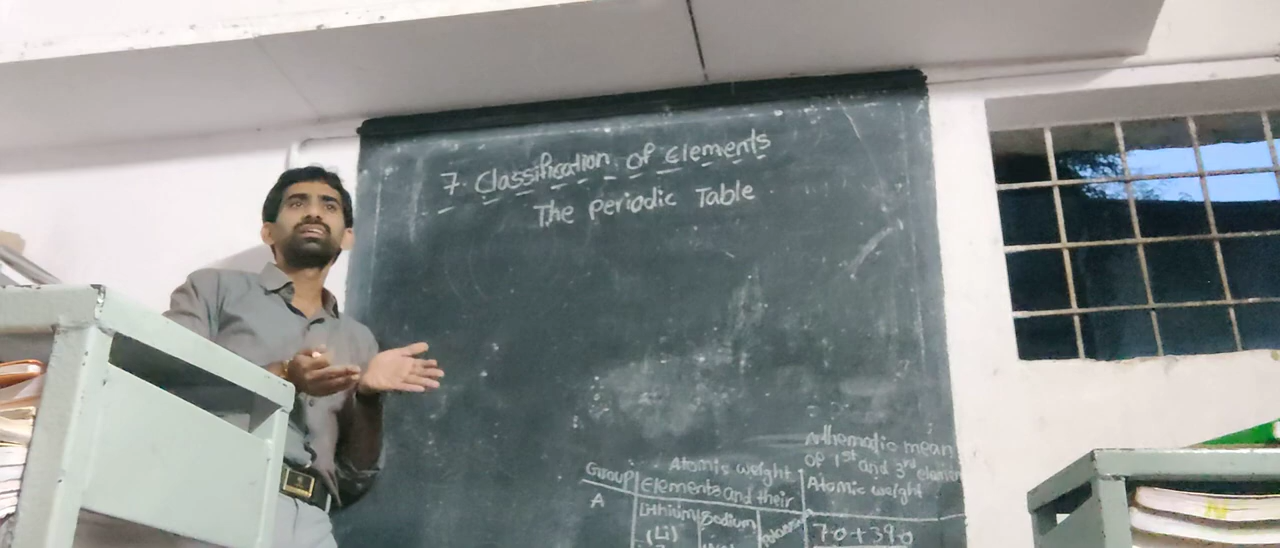 7. Classification of Elements
The Periodic Table
Group
Elements and their
Atomic weight
Arithematic mean
of 1st and 3rd element
Atomic weight
A
Lithium
(Li)
Sodium
7.0+39.0